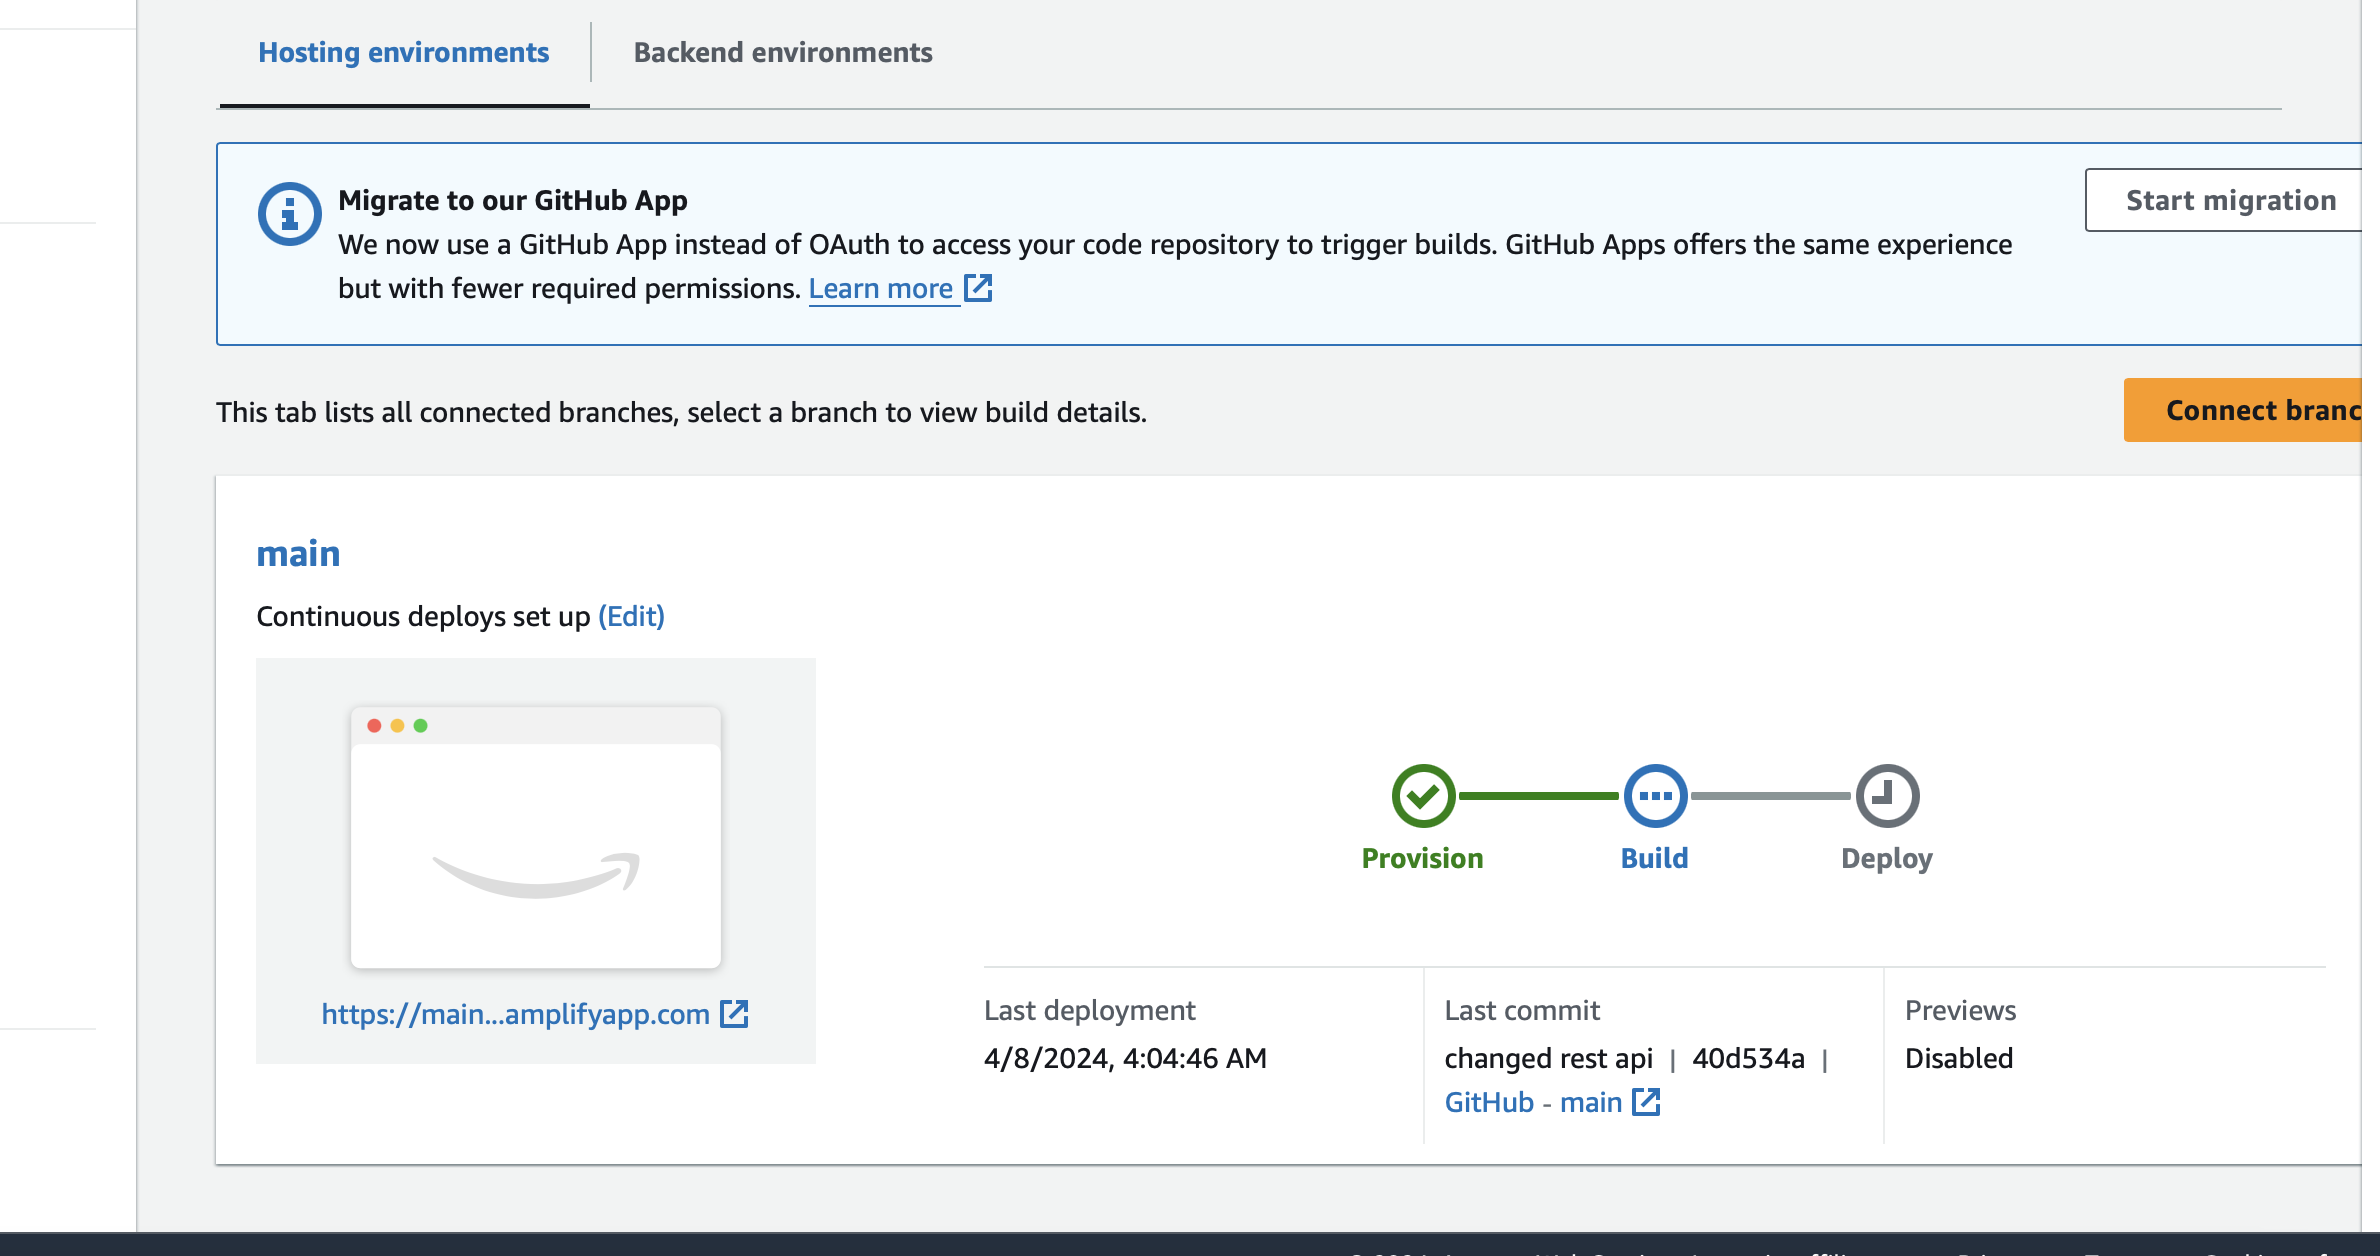 Hosting environments
Backend environments
Migrate to our GitHub App
We now use a GitHub App instead of OAuth to access your code repository to trigger builds. GitHub Apps offers the same experience
but with fewer required permissions. Learn more
Start migration
This tab lists all connected branches, select a branch to view build details.
Connect branc
main
Continuous deploys set up (Edit)
https://main...amplifyapp.com
Provision
Build
Deploy
Last deployment
4/8/2024, 4:04:46 AM
Last commit
changed rest api | 40d534a |
GitHub - main
Previews
Disabled